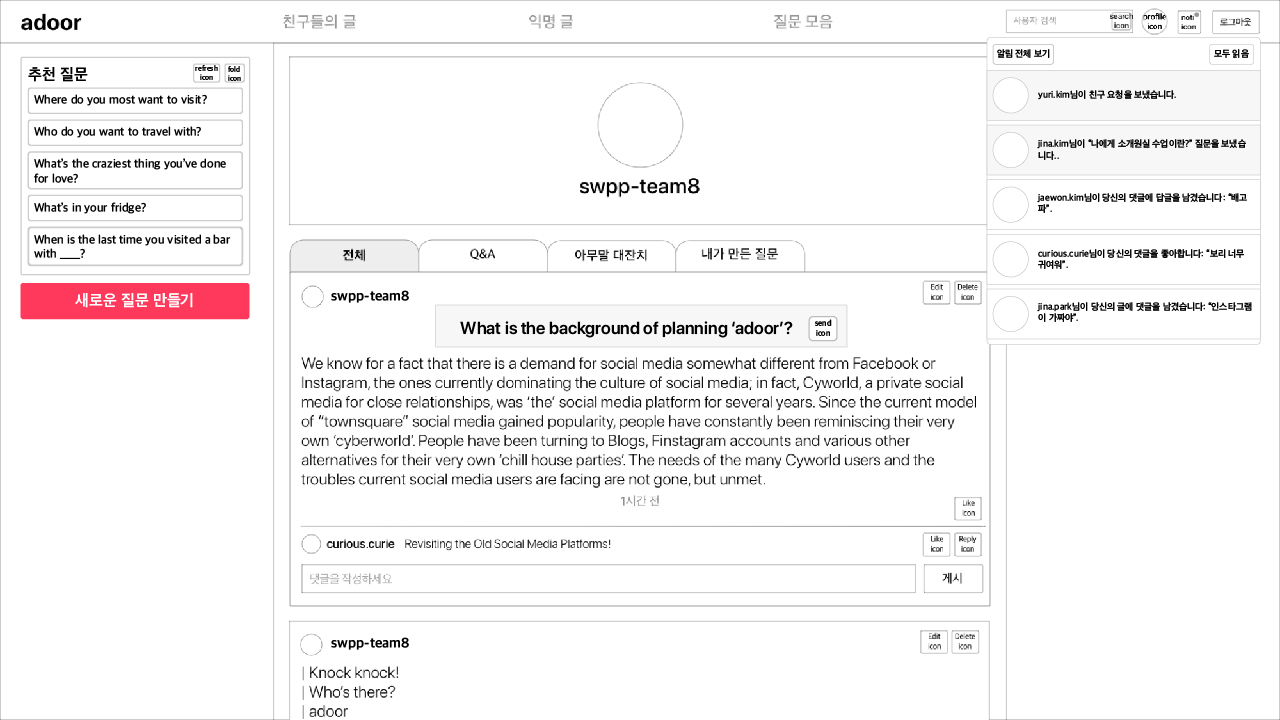 adoor
친구들의 글
익명 글
질문 모음
사용자 검색
search
icon
profile
icon
noti
icon
로그아웃
추천 질문
refresh
icon
fold
icon
Where do you most want to visit?
Who do you want to travel with?
What's the craziest thing you've done
for love?
What's in your fridge?
When is the last time you visited a bar
with ___?
새로운 질문 만들기
swpp-team8
전체
Q&A
아무말 대잔치
내가 만든 질문
swpp-team8
Edit
icon
Delete
icon
What is the background of planning ‘adoor’?
send
icon
We know for a fact that there is a demand for social media somewhat different from Facebook or
Instagram, the ones currently dominating the culture of social media; in fact, Cyworld, a private social
media for close relationships, was ‘the’ social media platform for several years. Since the current model
of “townsquare” social media gained popularity, people have constantly been reminiscing their very
own ‘cyberworld’. People have been turning to Blogs, Finstagram accounts and various other
alternatives for their very own ‘chill house parties’. The needs of the many Cyworld users and the
troubles current social media users are facing are not gone, but unmet.
1시간 전
Like
icon
curious.curie Revisiting the Old Social Media Platforms!
Like
icon
Reply
icon
댓글을 작성하세요
게시
swpp-team8
Edit
icon
Delete
icon
| Knock knock!
| Who's there?
| adoor
알림 전체 보기
모두 읽음
yuri.kim님이 친구 요청을 보냈습니다.
jina.kim님이 “나에게 소개원실 수업이란?” 질문을 보냈습
니다..
jaewon.kim님이 당신의 댓글에 답글을 남겼습니다: “배고
파”.
curious.curie님이 당신의 댓글을 좋아합니다: “보리 너무
귀여워”.
jina.park님이 당신의 글에 댓글을 남겼습니다: “인스타그램
이 가짜야”.